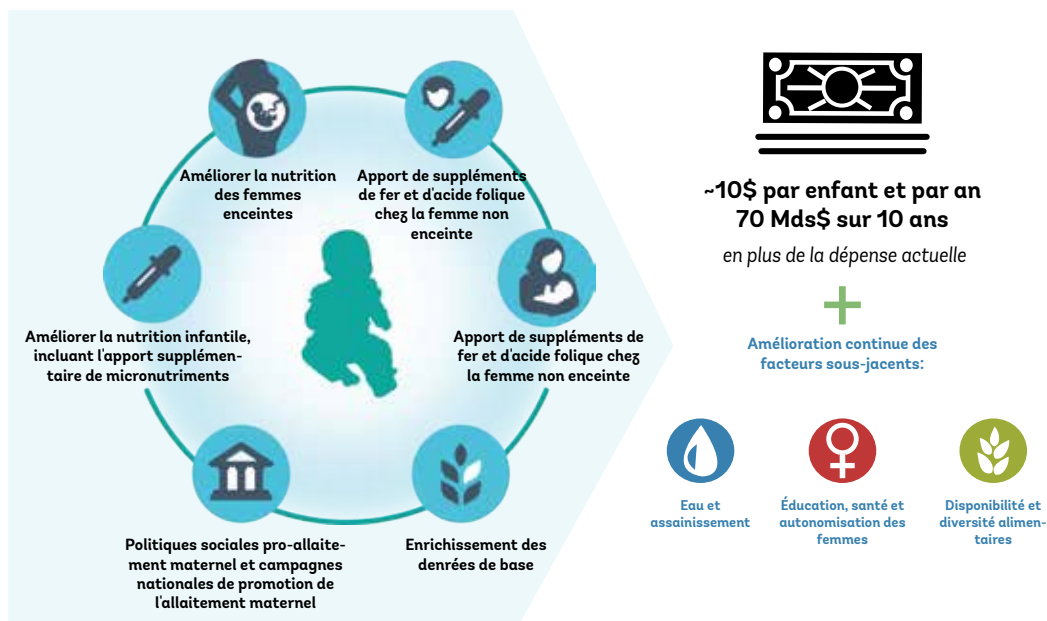 Améliorer la nutrition
des femmes
enceintes
Apport de suppléments
de fer et d'acide folique
chez la femme non
enceinte
Améliorer la nutrition infantile,
incluant l'apport supplémen-
taire de micronutriments
Apport de suppléments de
fer et d'acide folique chez
la femme non enceinte
Politiques sociales pro-allaite-
ment maternel et campagnes
nationales de promotion de
l'allaitement maternel
Enrichissement des
denrées de base
~10$ par enfant et par an
70 Mds$ sur 10 ans
en plus de la dépense actuelle
+
Amélioration continue des
facteurs sous-jacents:
Eau et
assainissement
Éducation, santé et
autonomisation des
femmes
Disponibilité et
diversité alimen-
taires